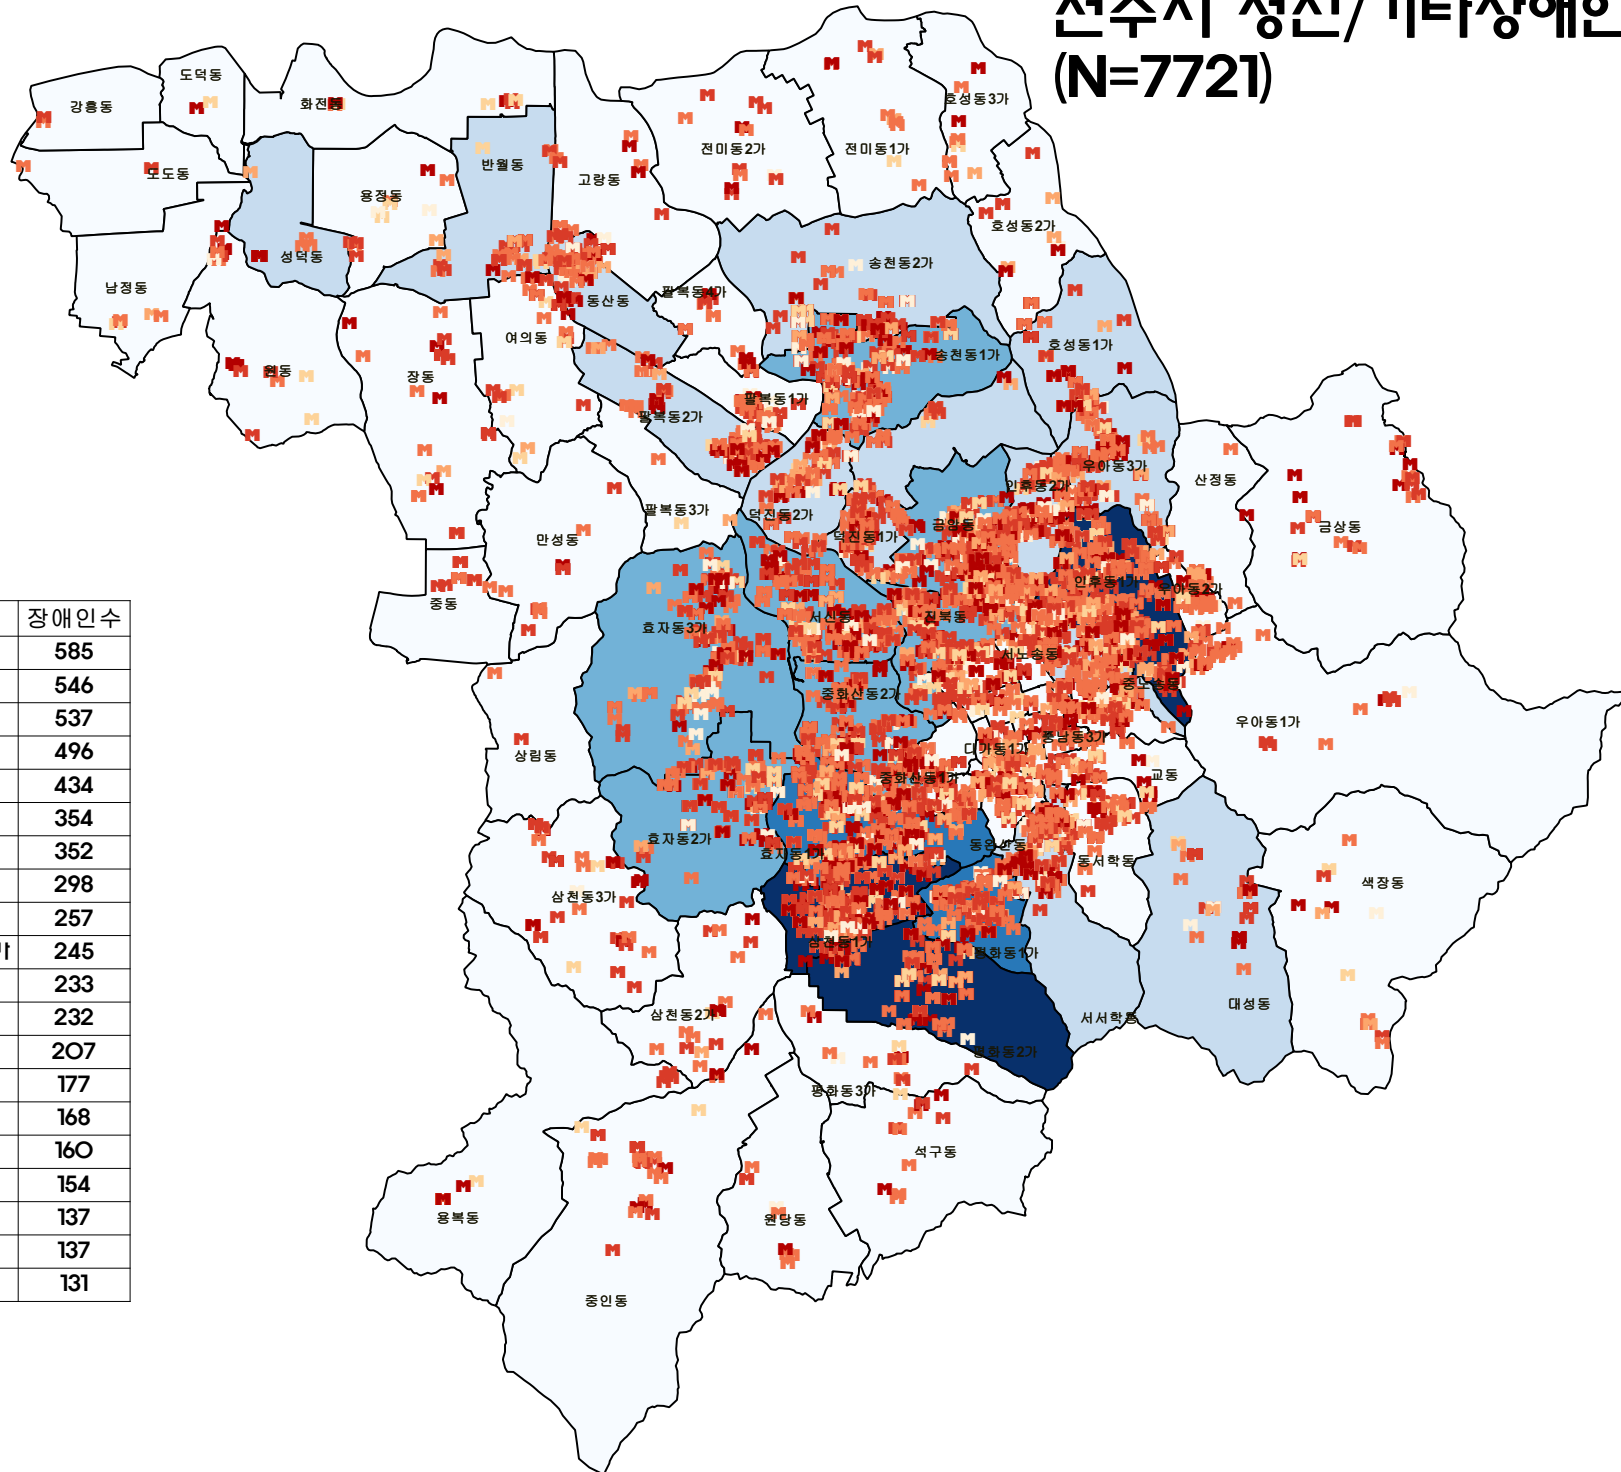 전주시 정신/기타장애인
(N=7721)
도덕동
강흥동
화전동
호성동3가
전미동2가
전미동1가
반월동
도도동
고랑동
용정동
호성동2가
성덕동
송천동2가
남정동
팔복동4가
동산동
여의동
호성동1가
송천동1가
원동
장동
팔복동1가
팔복동2가
우아동3가
산정동
인후동2가
팔복동3가
덕진동2가
금암동
금상동
덕진동1가
만성동
인후동1가
우아동2가
중동
서신동
진북동
효자동3가
서노송동
중노송동
중화산동2가
우아동1가
중남동3가
다가동1가
상림동
교동
중화산동1가
효자동2가
동완산동
효자동1가
동서학동
색장동
삼천동3가
삼천동1가
평화동1가
대성동
삼천동2가
서서학동
평화동2가
평화동3가
석구동
용복동
원당동
중인동
장애인수
585
546
537
496
434
354
352
298
257
가 245
233
232
207
177
168
160
154
137
137
131